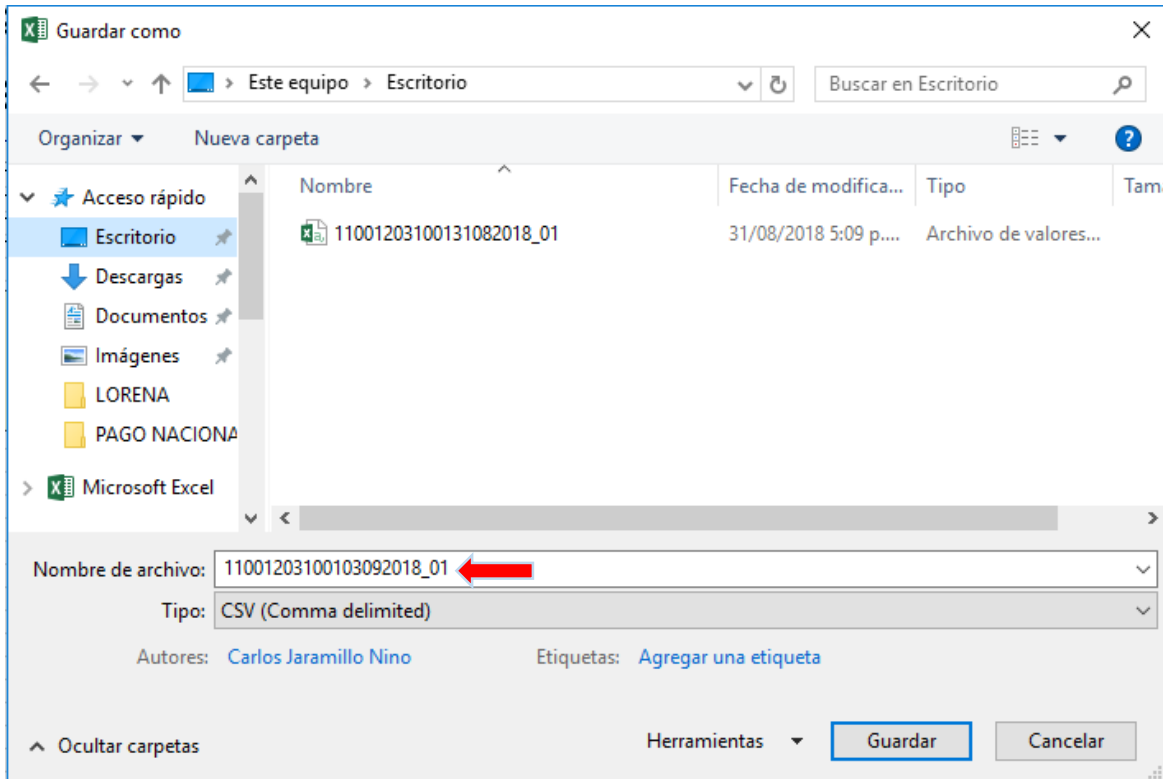 Guardar como
Este equipo > Escritorio
Buscar en Escritorio
Organizar
Nueva carpeta
Nombre
Fecha de modifica...
Tipo
Tam
Acceso rápido
Escritorio
Descargas
Documentos
Imágenes
LORENA
PAGO NACIONA
Microsoft Excel
11001203100131082018_01
31/08/2018 5:09 p....
Archivo de valores...
Nombre de archivo: 11001203100103092018_01
Tipo: CSV (Comma delimited)
Autores: Carlos Jaramillo Nino
Etiquetas: Agregar una etiqueta
Ocultar carpetas
Herramientas
Guardar
Cancelar